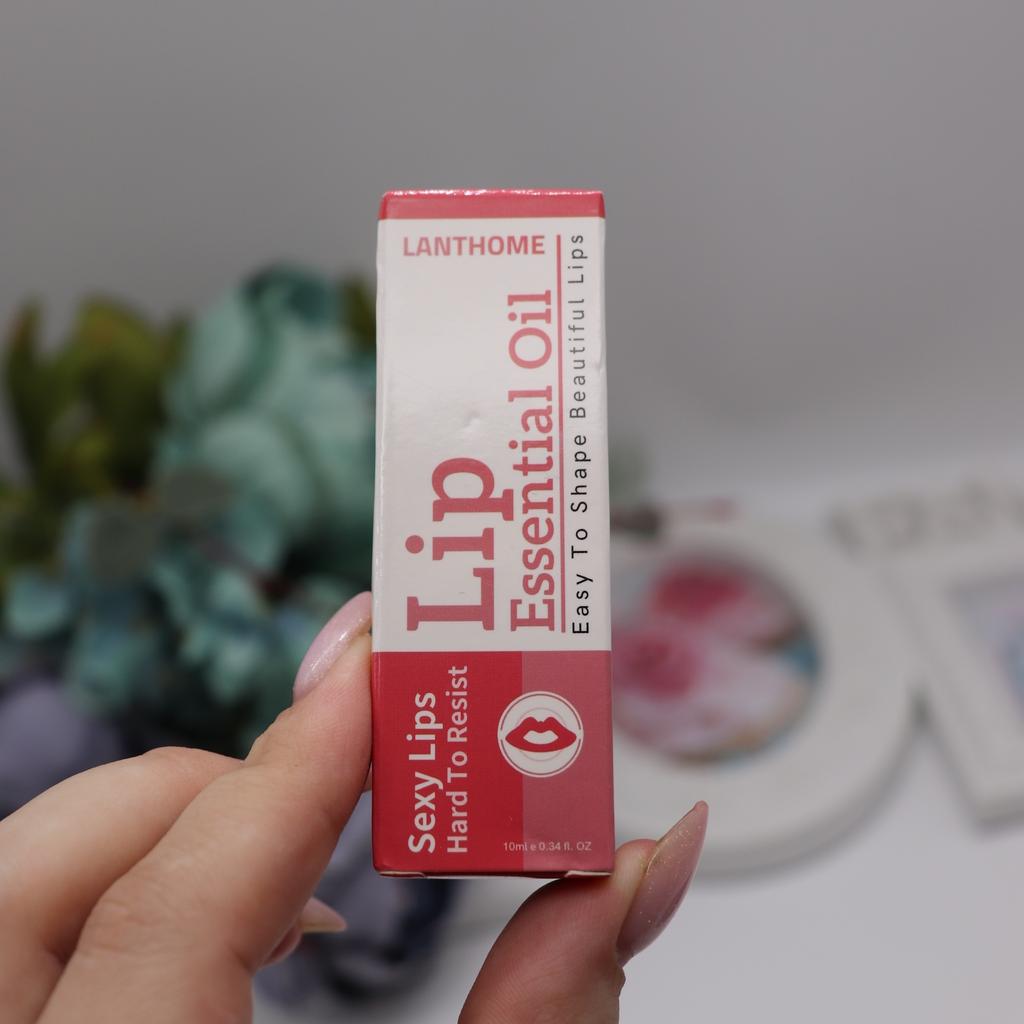 LANTHOME
Lip
Essential Oil
Easy To Shape Beautiful Lips
Sexy Lips
Hard To Resist
10ml e 0.34 fl. OZ